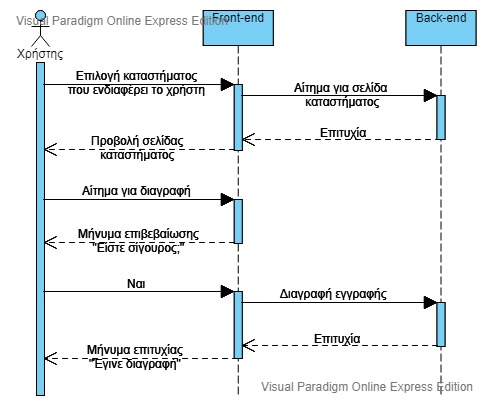 Visual Paradigm Online Express Edition
Front-end
Back-end
Χρήστης
Επιλογή καταστήματος
που ενδιαφέρει το χρήστη
Αίτημα για σελίδα
καταστήματος
Επιτυχία
Προβολή σελίδας
καταστήματος
Αίτημα για διαγραφή
Μήνυμα επιβεβαίωσης
"Είστε σίγουρος;"
Ναι
Διαγραφή εγγραφής
Επιτυχία
Μήνυμα επιτυχίας
"Έγινε διαγραφή"
Visual Paradigm Online Express Edition